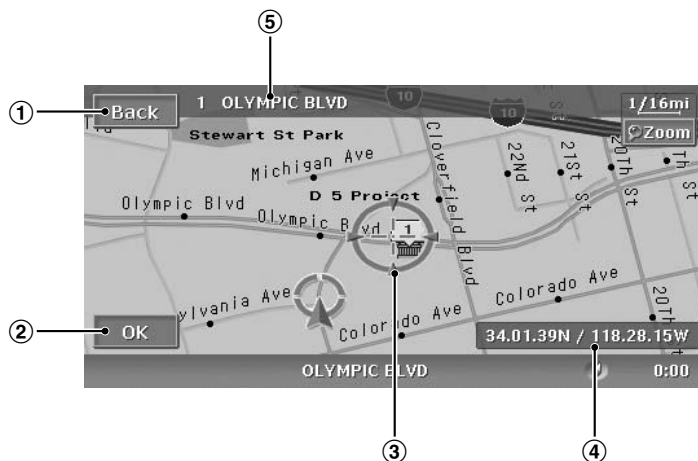 ⑤
①
Back
1 OLYMPIC BLVD
10
10
1/16mi
Zoom
Stewart St Park
Michigan Ave
Cloverfield Blvd
22Nd St
21St St
20Th St
Th St
D 5 Project
Olympic Blvd
Olympic Blvd
1
ylvania Ave
Colorado Ave
Colorado Ave
20Th St
②
OK
34.01.39N / 118.28.15W
OLYMPIC BLVD
0:00
③
④